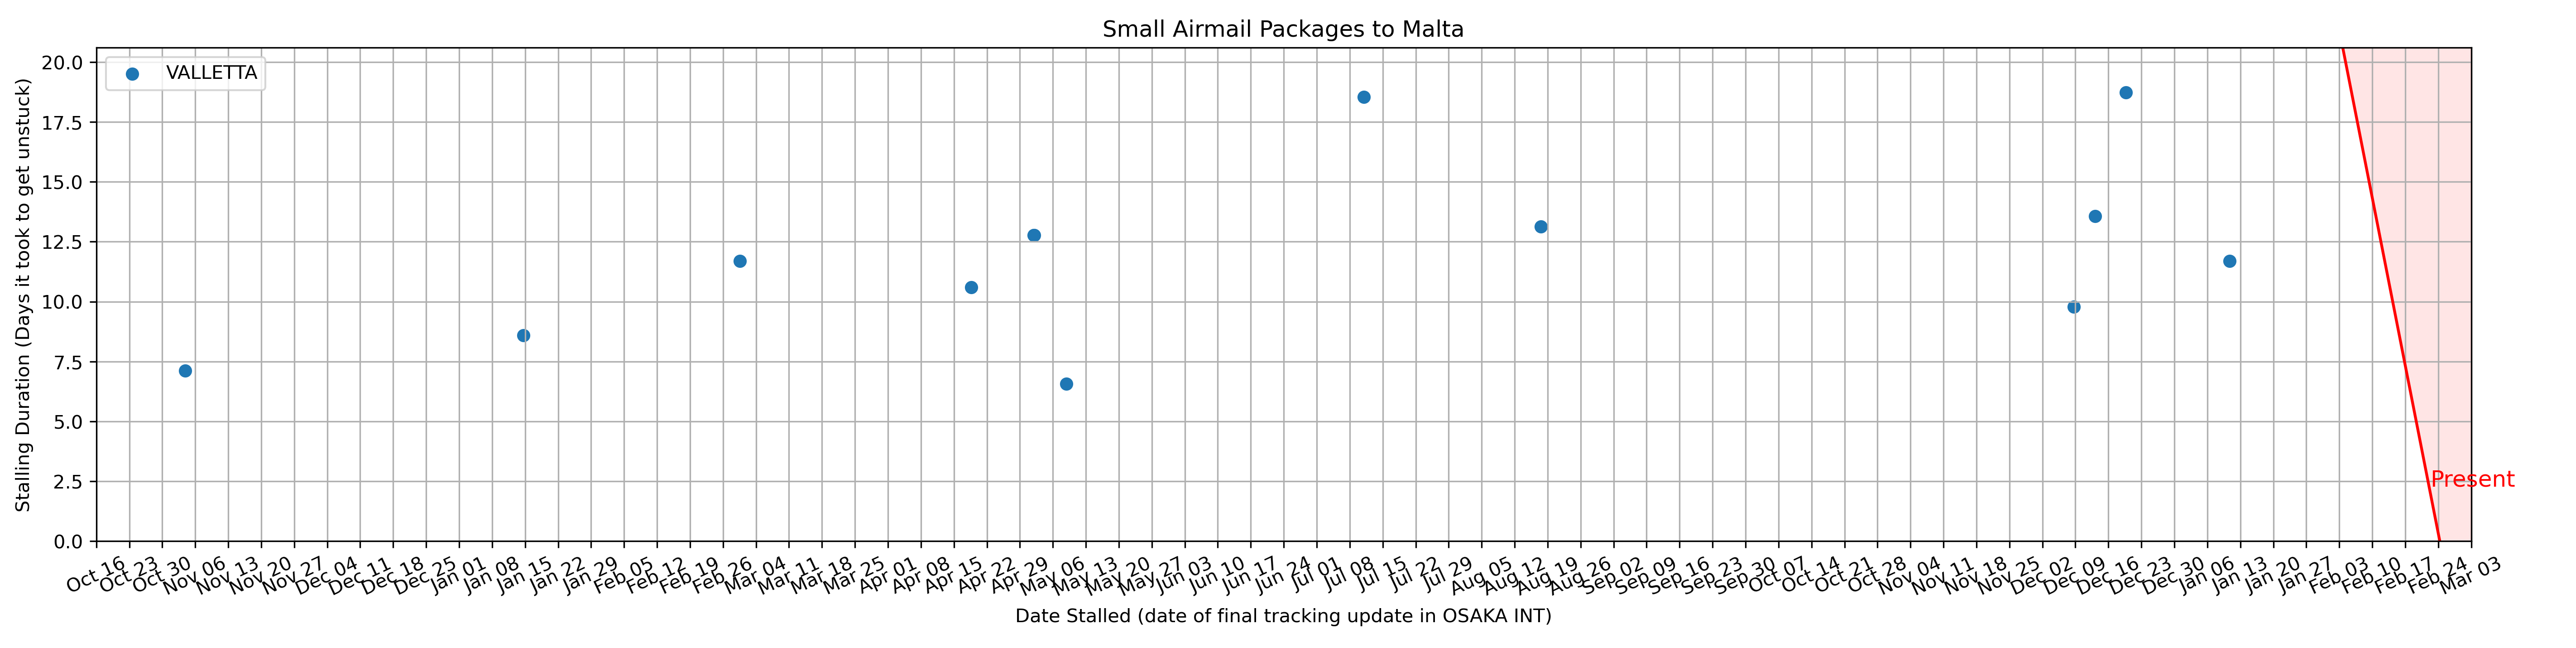 Small Airmail Packages to Malta
VALLETTA
Stalling Duration (Days it took to get unstuck)
20.0
17.5
15.0
12.5
10.0
7.5
5.0
2.5
0.0
Present
Oct 16
Oct 23
Oct 30
Nov 06
Nov 13
Nov 20
Nov 27
Dec 04
Dec 11
Dec 18
Dec 25
Jan 01
Jan 08
Jan 15
Jan 22
Jan 29
Feb 05
Feb 12
Feb 19
Feb 26
Mar 04
Mar 11
Mar 18
Mar 25
Apr 01
Apr 08
Apr 15
Apr 22
Apr 29
May 06
May 13
May 20
May 27
Jun 03
Jun 10
Jun 17
Jun 24
Jul 01
Jul 08
Jul 15
Jul 22
Jul 29
Aug 05
Aug 12
Aug 19
Aug 26
Sep 02
Sep 09
Sep 16
Sep 23
Sep 30
Oct 07
Oct 14
Oct 21
Oct 28
Nov 04
Nov 11
Nov 18
Nov 25
Dec 02
Dec 09
Dec 16
Dec 23
Dec 30
Jan 06
Jan 13
Jan 20
Jan 27
Feb 03
Feb 10
Feb 17
Feb 24
Mar 03
Date Stalled (date of final tracking update in OSAKA INT)